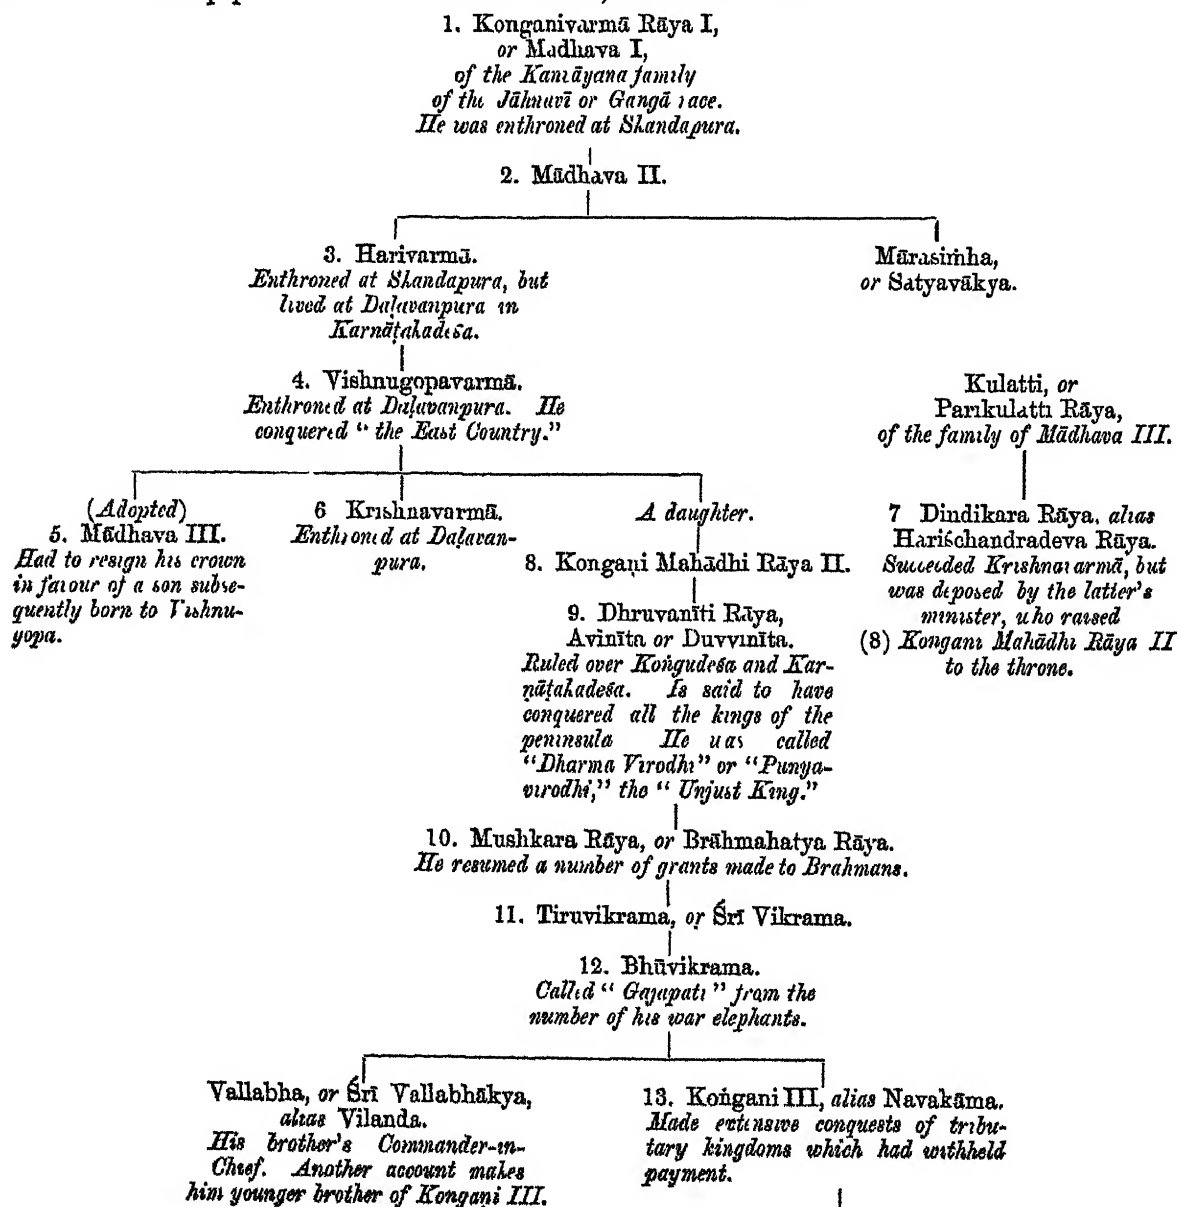 1. Konganivarmā Rāya I,
or Mādhava I,
of the Kanıāyana family
of the Jāhnavī or Gangā race.
He was enthroned at Skandapura.
2. Mādhava II.
3. Harivarmā.
Enthroned at Skandapura, but
lived at Daḷavanpura in
Karnāṭakadeśa.
Mārasiṁha,
or Satyavākya.
4. Vishnugopavarmā.
Enthroned at Daḷavanpura. He
conquered “the East Country.”
Kulatti, or
Parikulatti Rāya,
of the family of Mādhava III.
(Adopted)
5. Mādhava III.
Had to resign his crown
in favour of a son subse-
quently born to Vishnu-
gopa.
6 Krishnavarmā.
Enthroned at Daḷavan-
pura.
A daughter.
8. Kongaṇi Mahādhi Rāya II.
9. Dhruvanīti Rāya,
Avinīta or Duvvinīta.
Ruled over Koṅgudeśa and Kar-
ṇāṭakadeśa. Is said to have
conquered all the kings of the
peninsula He was called
“Dharma Virodhi” or “Punya-
virodhi,” the “Unjust King.”
7 Dindikara Rāya, alias
Hariśchandradeva Rāya.
Succeeded Krishnavarmā, but
was deposed by the latter's
minister, who raised
(8) Kongani Mahādhi Rāya II
to the throne.
10. Mushkara Rāya, or Brāhmahatya Rāya.
He resumed a number of grants made to Brahmans.
11. Tiruvikrama, or Śrī Vikrama.
12. Bhūvikrama.
Called “Gajapati” from the
number of his war elephants.
Vallabha, or Śrī Vallabhākya,
alias Vilanda.
His brother's Commander-in-
Chief. Another account makes
him younger brother of Kongaṇi III.
13. Koṅgani III, alias Navakāma.
Made extensive conquests of tribu-
tary kingdoms which had withheld
payment.